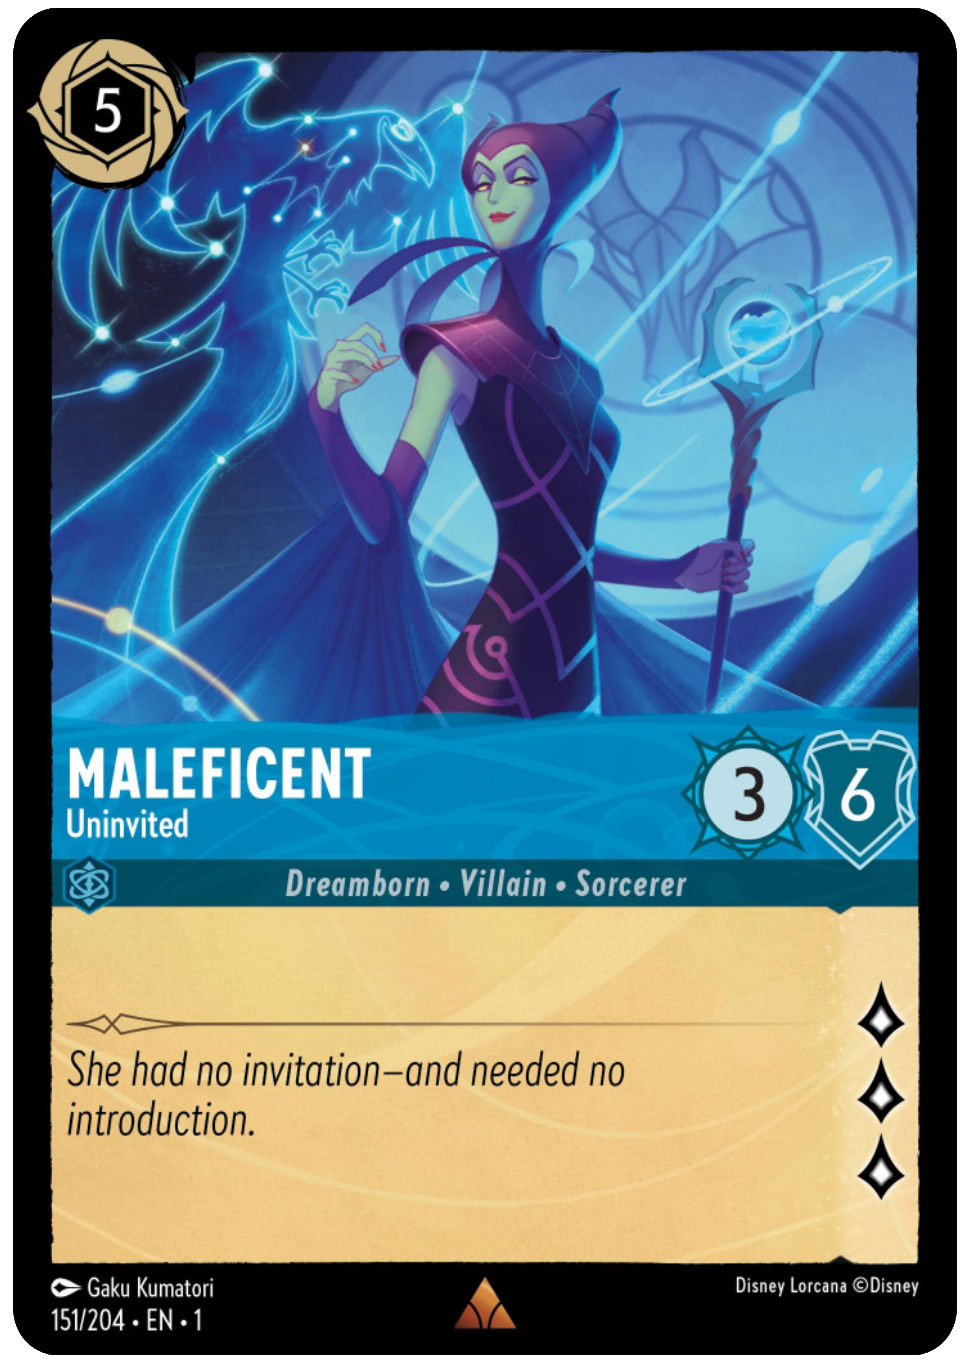 5
MALEFICENT
Uninvited
3
6
Dreamborn • Villain • Sorcerer
She had no invitation–and needed no
introduction.
Gaku Kumatori
151/204 • EN • 1
Disney Lorcana ©Disney